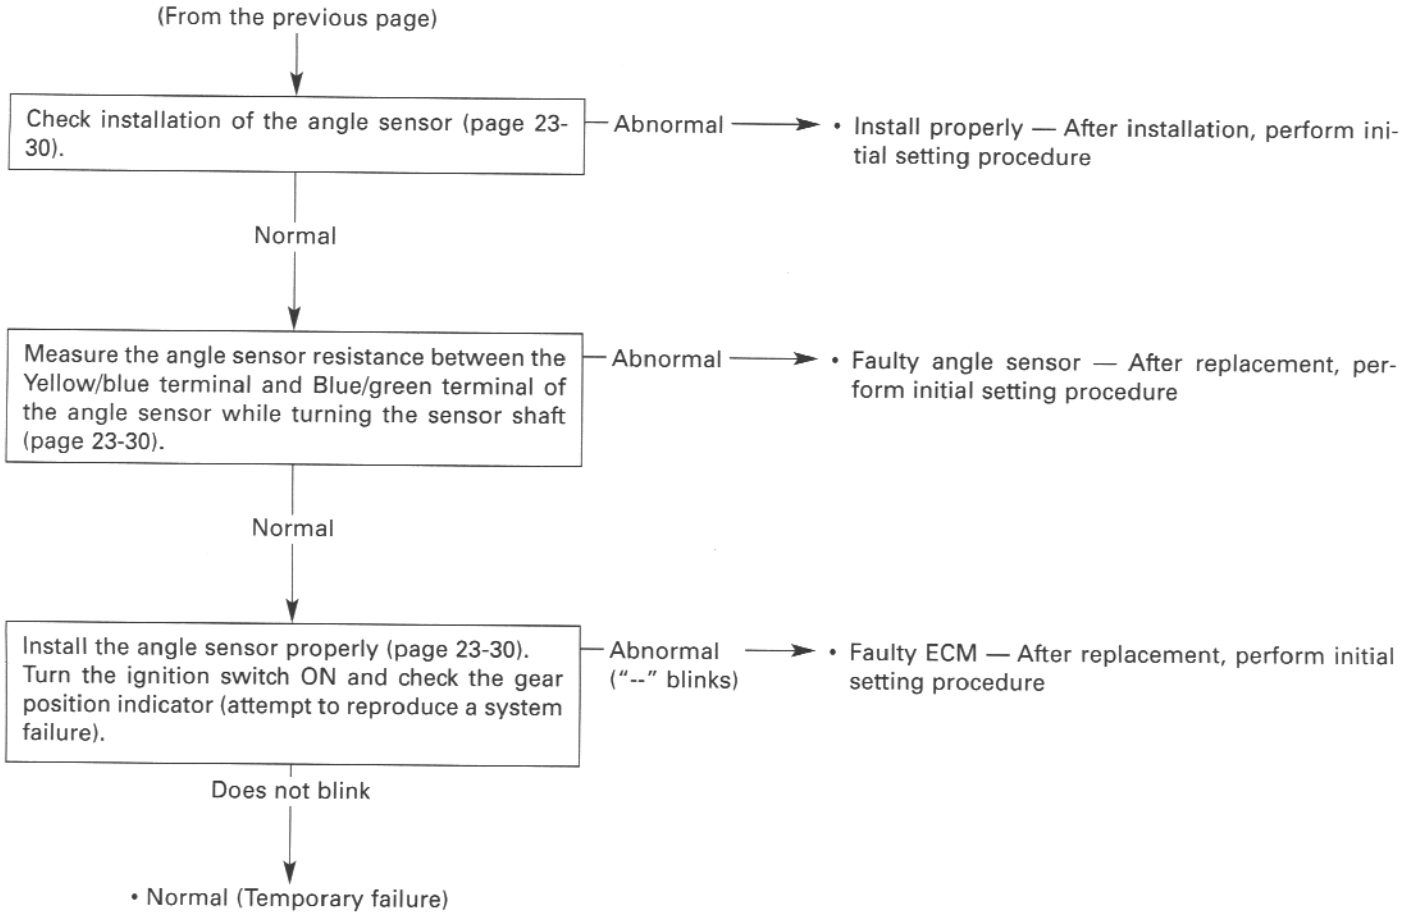 (From the previous page)
Check installation of the angle sensor (page 23-
30).
Abnormal
• Install properly — After installation, perform ini-
tial setting procedure
Normal
Measure the angle sensor resistance between the
Yellow/blue terminal and Blue/green terminal of
the angle sensor while turning the sensor shaft
(page 23-30).
Abnormal
• Faulty angle sensor — After replacement, per-
form initial setting procedure
Normal
Install the angle sensor properly (page 23-30).
Turn the ignition switch ON and check the gear
position indicator (attempt to reproduce a system
failure).
Abnormal
(“--” blinks)
• Faulty ECM — After replacement, perform initial
setting procedure
Does not blink
• Normal (Temporary failure)